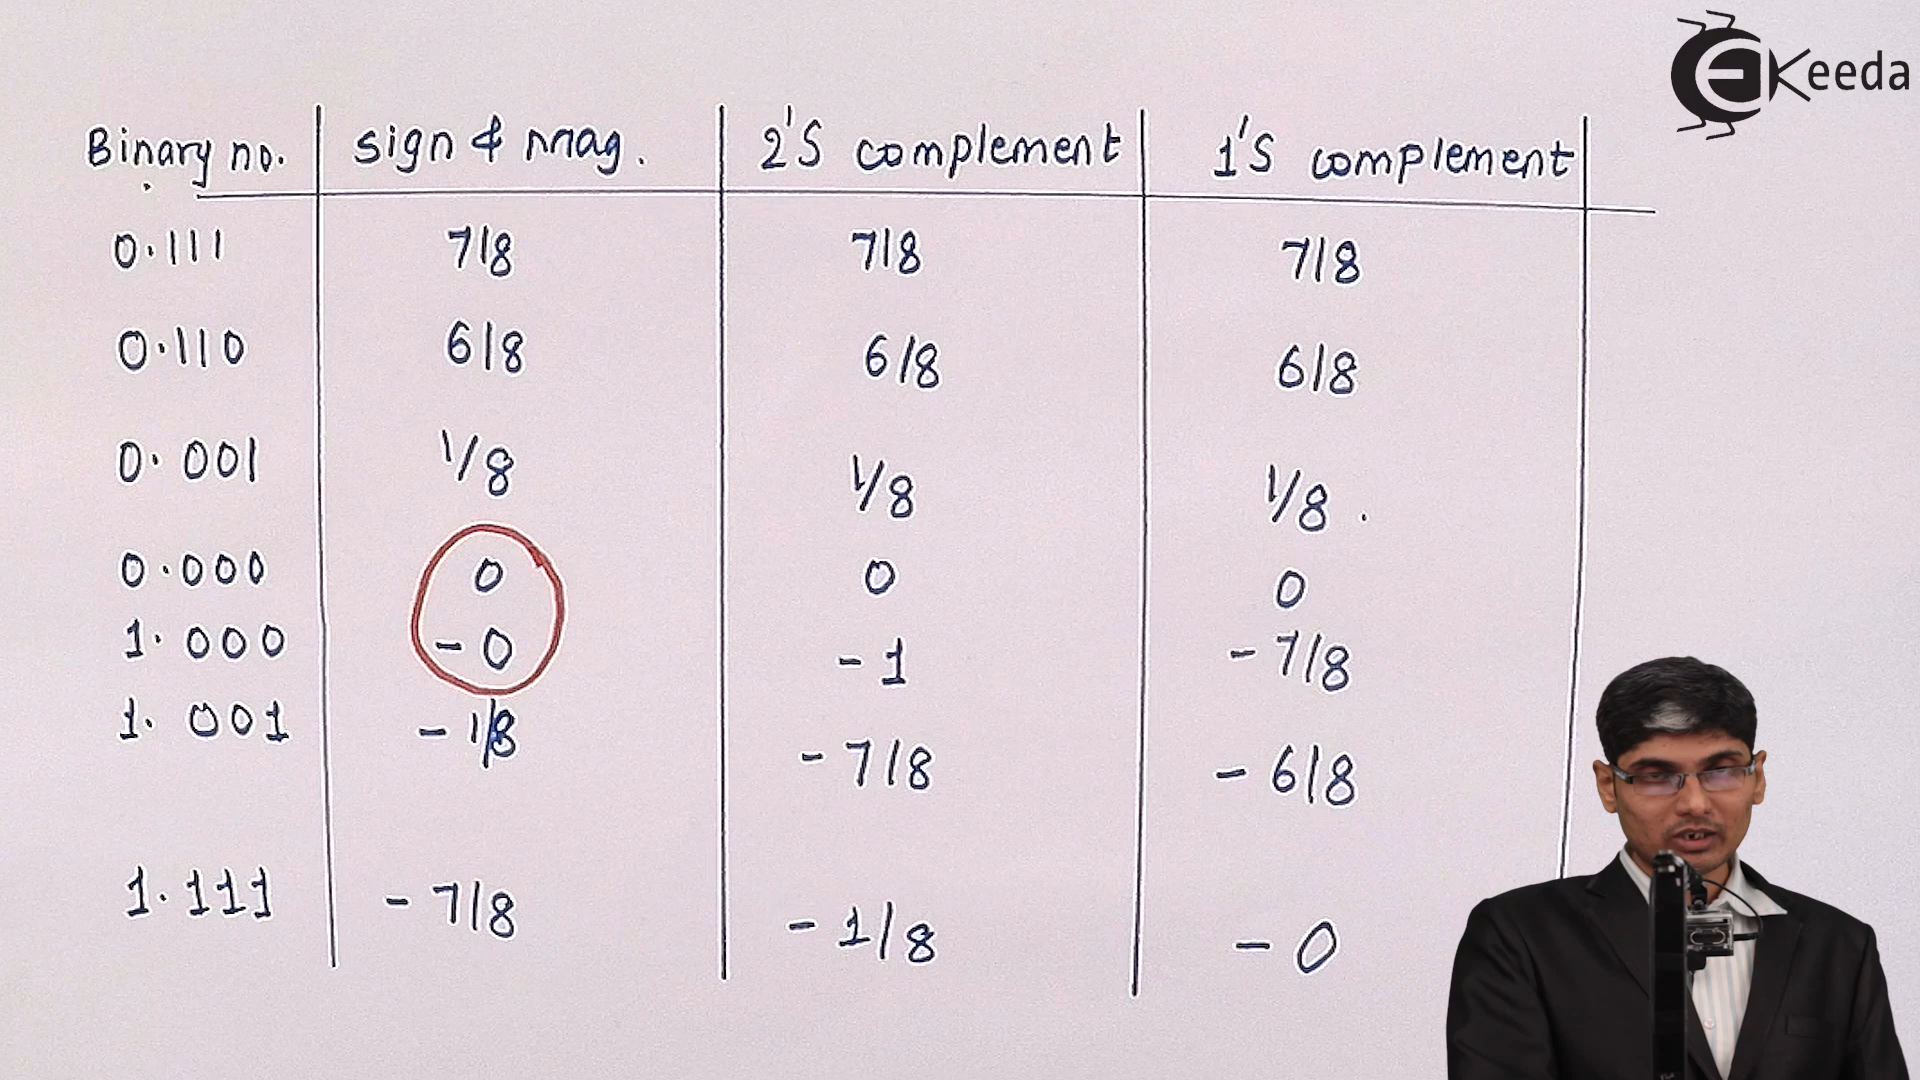 EKeeda
Binary no. sign & mag. 2'S complement 1'S complement
0.111 7/8 7/8 7/8
0.110 6/8 6/8 6/8
0.001 1/8 1/8 1/8.
0.000 0 0 0
1.000 -0 -1 -7/8
1.001 -1/8 -7/8 -6/8
1.111 -7/8 -1/8 -0